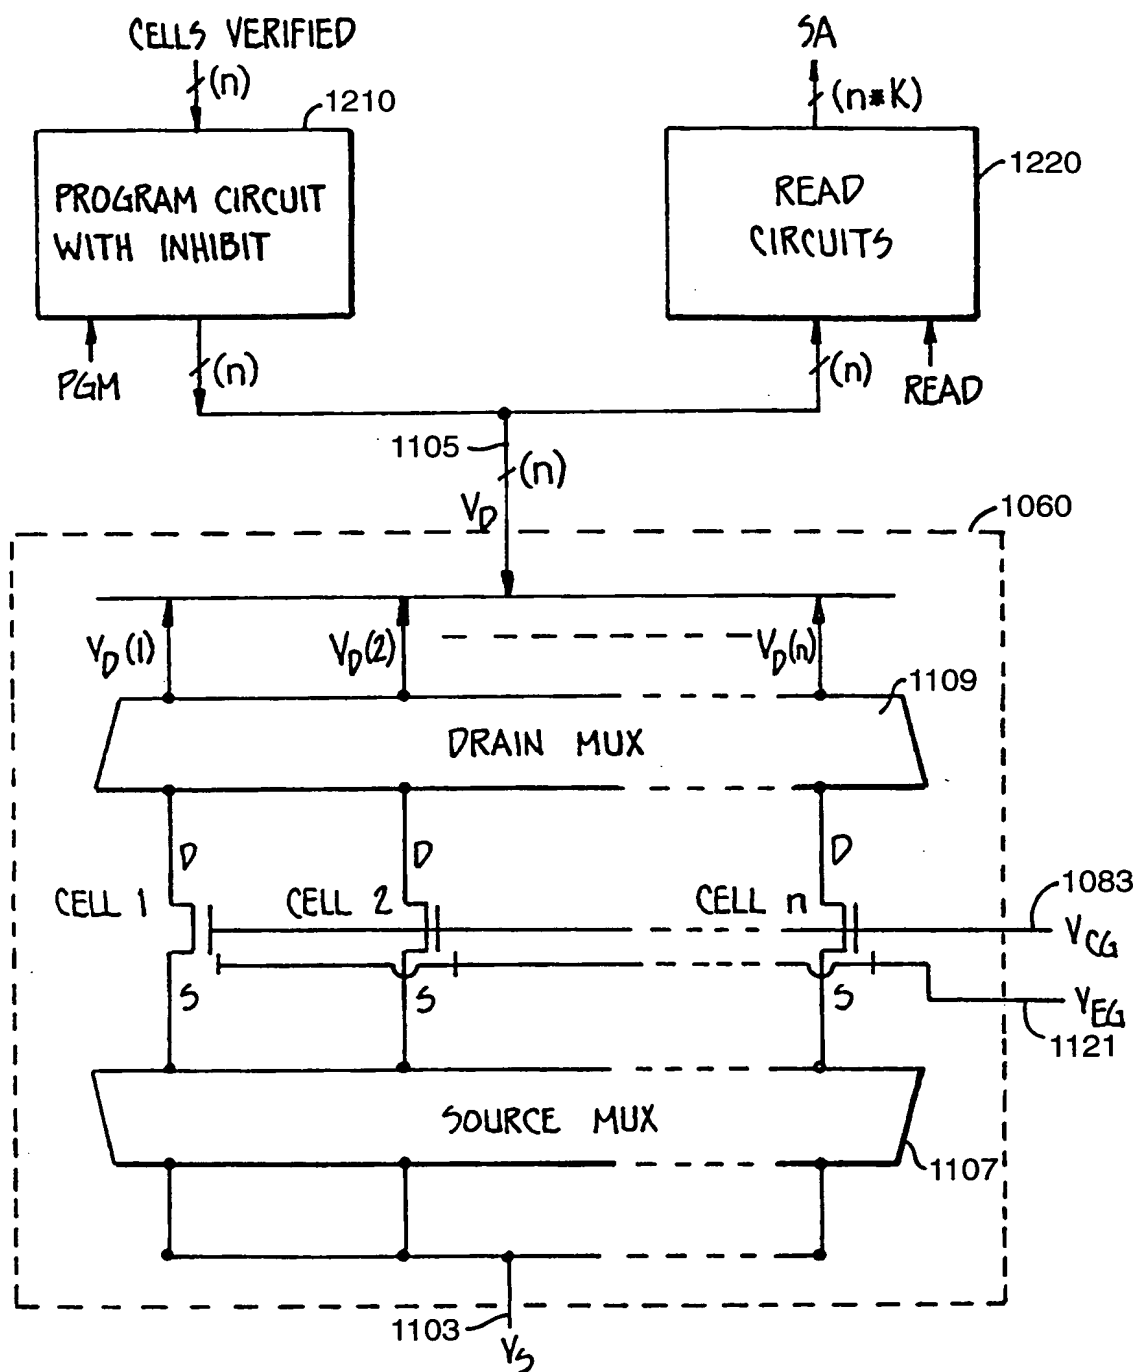 CELLS VERIFIED
(n)
1210
PROGRAM CIRCUIT
WITH INHIBIT
PGM
(n)
SA
(n*K)
1220
READ
CIRCUITS
(n)
READ
1105
(n)
VD
1060
VD(1)
VD(2)
VD(n)
1109
DRAIN MUX
D
D
D
CELL 1
CELL 2
CELL n
1083
VCG
S
S
S
VEG
1121
SOURCE MUX
1107
1103
VS